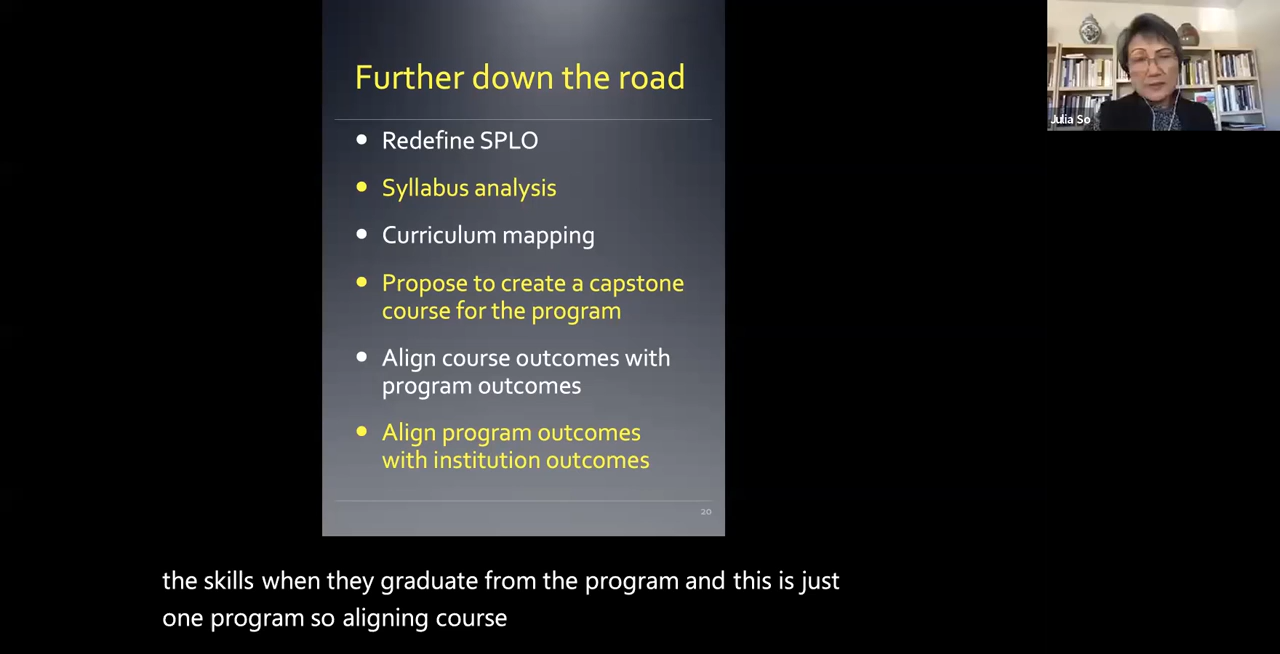 Further down the road
Redefine SPLO
Syllabus analysis
Curriculum mapping
Propose to create a capstone
course for the program
Align course outcomes with
program outcomes
Align program outcomes
with institution outcomes
20
Julia So
the skills when they graduate from the program and this is just
one program so aligning course